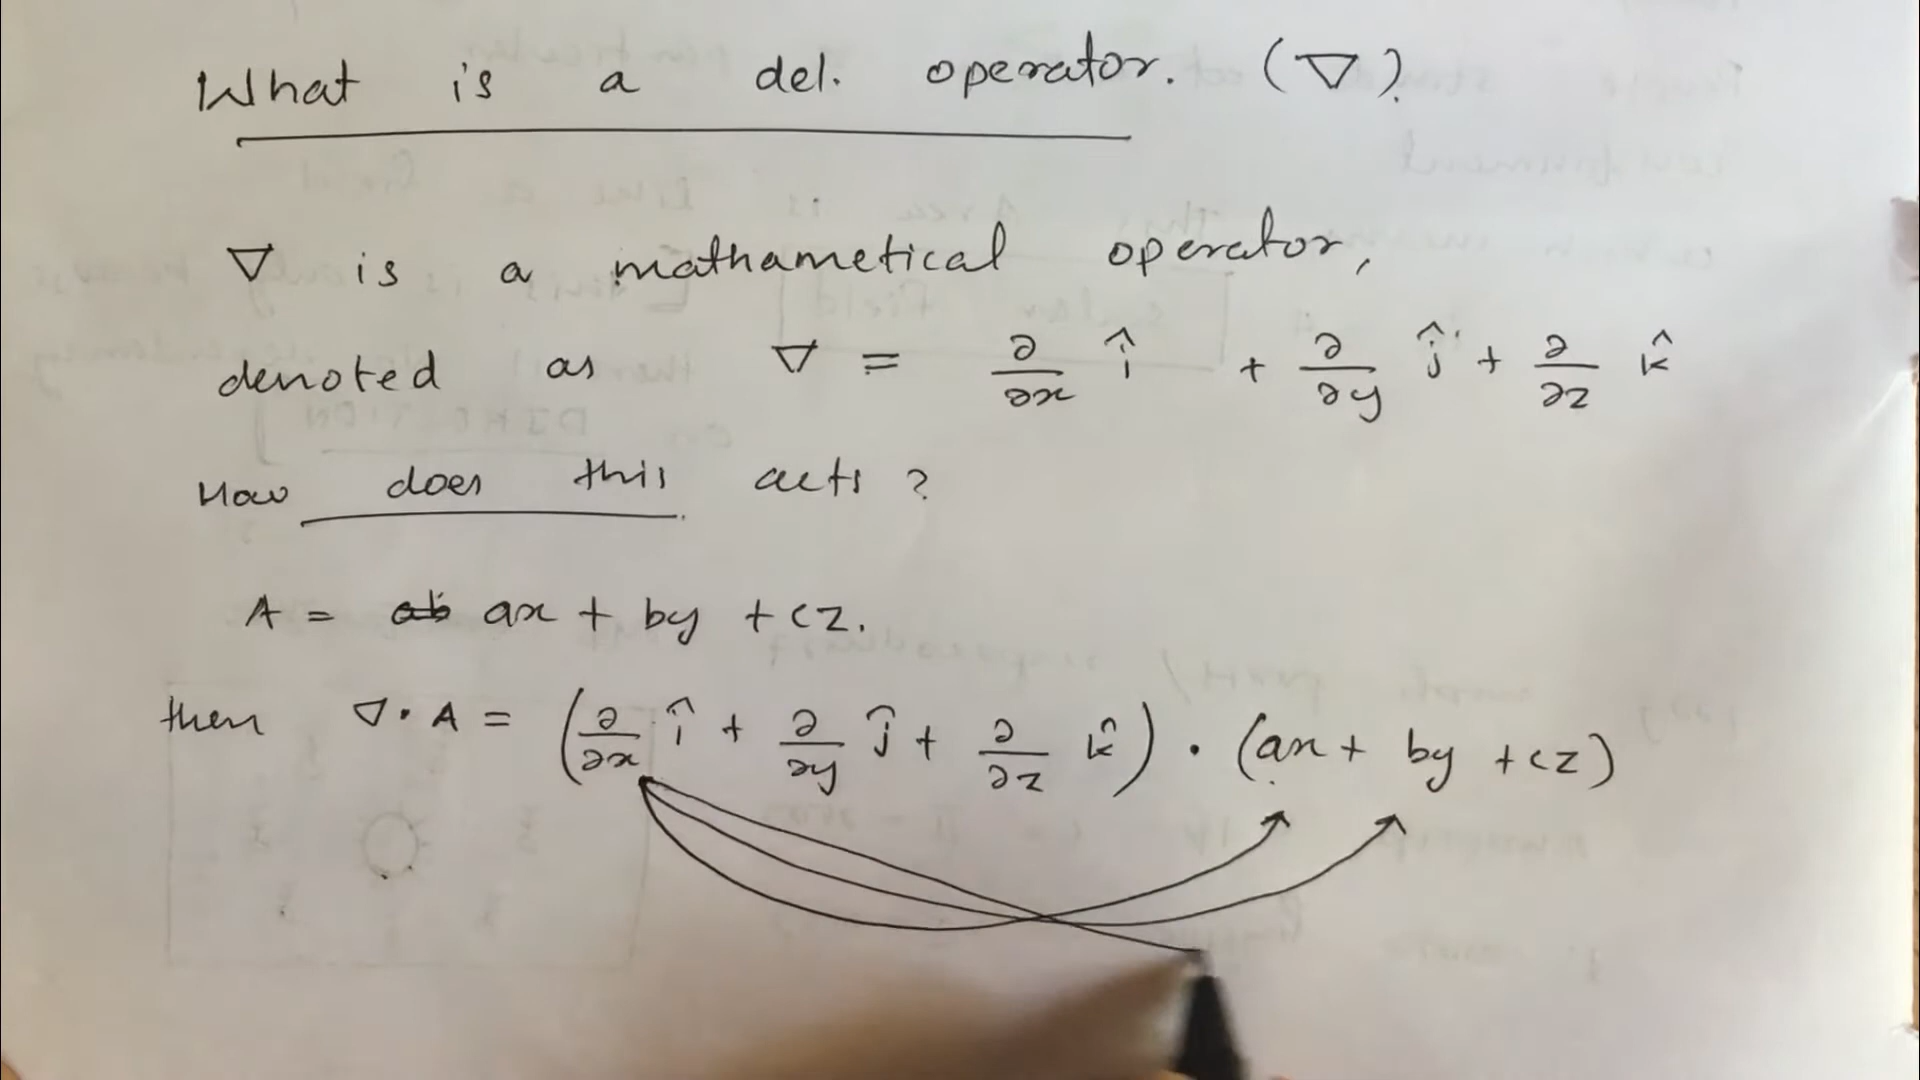 What is a del. operator. (∇).
∇ is a mathametical operator,
denoted as ∇ = ∂/∂x î + ∂/∂y ĵ + ∂/∂z k̂
How does this acts ?
A = ab ax + by + cz.
then ∇ · A = (∂/∂x î + ∂/∂y ĵ + ∂/∂z k̂) · (ax + by + cz)